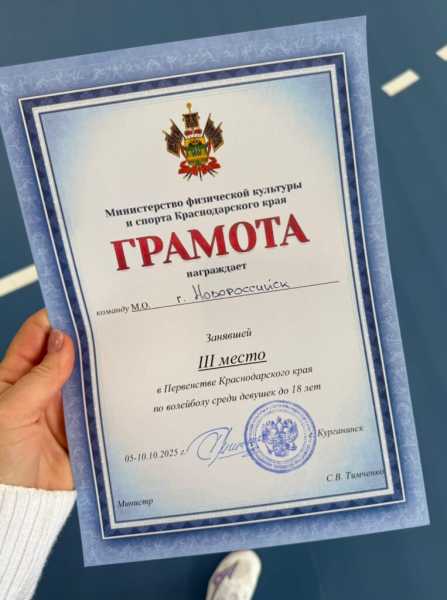 Министерство физической культуры
и спорта Краснодарского края
ГРАМОТА
награждает
команду М.О. г. Новороссийск
Занявшей
III место
в Первенстве Краснодарского края
по волейболу среди девушек до 18 лет
05-10.10.2025 г. г. Курганинск
Министр С.В. Тимченко